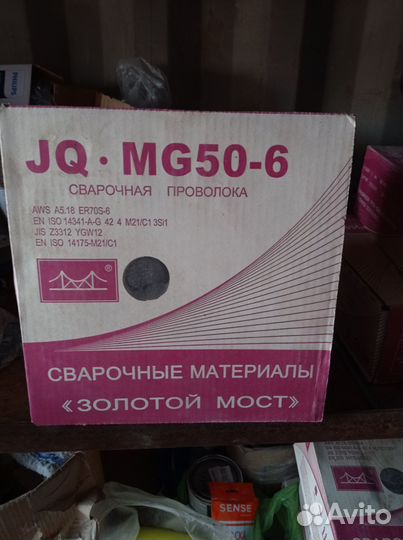 PHILIPS
JQ · MG50-6
СВАРОЧНАЯ ПРОВОЛОКА
AWS A5.18 ER70S-6
EN ISO 14341-A-G 42 4 M21/C1 3Si1
JIS Z3312 YGW12
EN ISO 14175-M21/C1
®
СВАРОЧНЫЕ МАТЕРИАЛЫ
«ЗОЛОТОЙ МОСТ»
SENSE
Avito